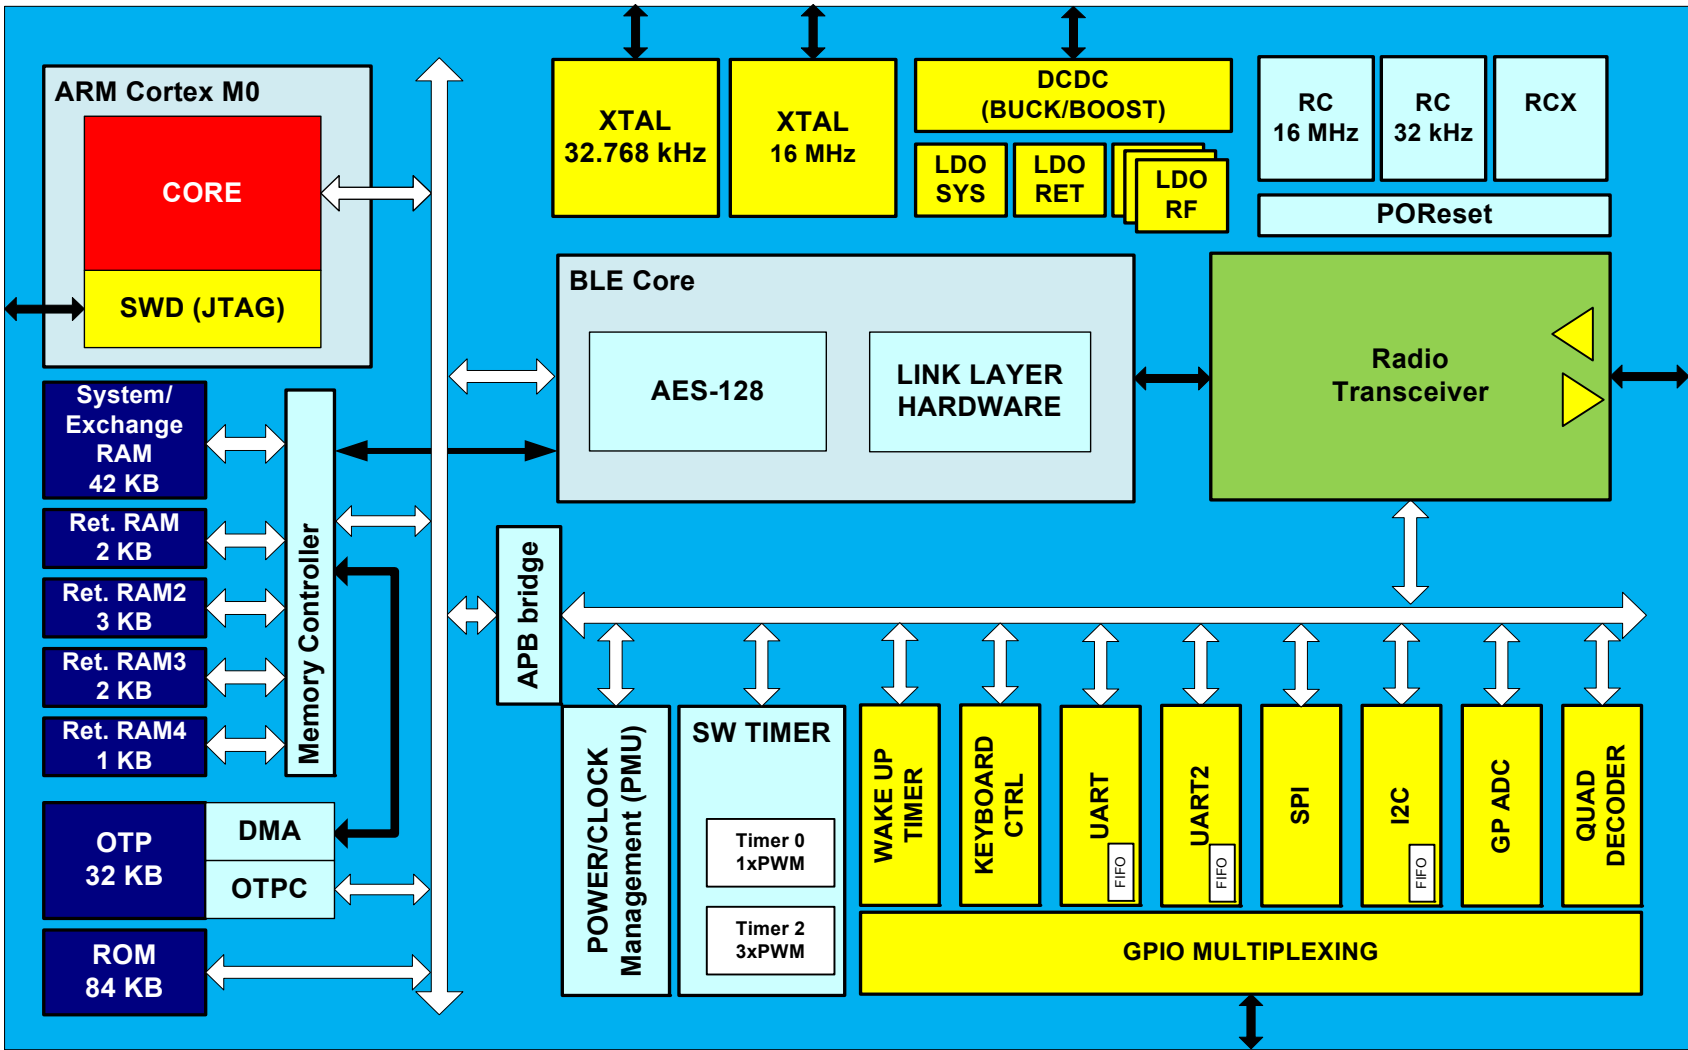 ARM Cortex M0
CORE
SWD (JTAG)
XTAL
32.768 kHz
XTAL
16 MHz
DCDC
(BUCK/BOOST)
LDO
SYS
LDO
RET
LDO
RF
RC
16 MHz
RC
32 kHz
RCX
POReset
BLE Core
AES-128
LINK LAYER
HARDWARE
Radio
Transceiver
System/
Exchange
RAM
42 KB
Ret. RAM
2 KB
Ret. RAM2
3 KB
Ret. RAM3
2 KB
Ret. RAM4
1 KB
Memory Controller
OTP
32 KB
DMA
OTPC
ROM
84 KB
APB bridge
POWER/CLOCK
Management (PMU)
SW TIMER
Timer 0
1xPWM
Timer 2
3xPWM
WAKE UP
TIMER
KEYBOARD
CTRL
UART
FIFO
UART2
FIFO
SPI
I2C
FIFO
GP ADC
QUAD
DECODER
GPIO MULTIPLEXING